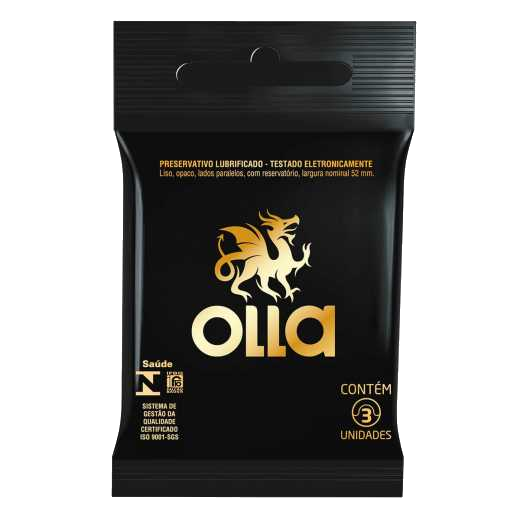 PRESERVATIVO LUBRIFICADO - TESTADO ELETRONICAMENTE
Liso, opaco, lados paralelos, com reservatório, largura nominal 52 mm.
OLLA
Saúde
N
SISTEMA DE
GESTÃO DA
QUALIDADE
CERTIFICADO
ISO 9001-SGS
CONTÉM
3
UNIDADES